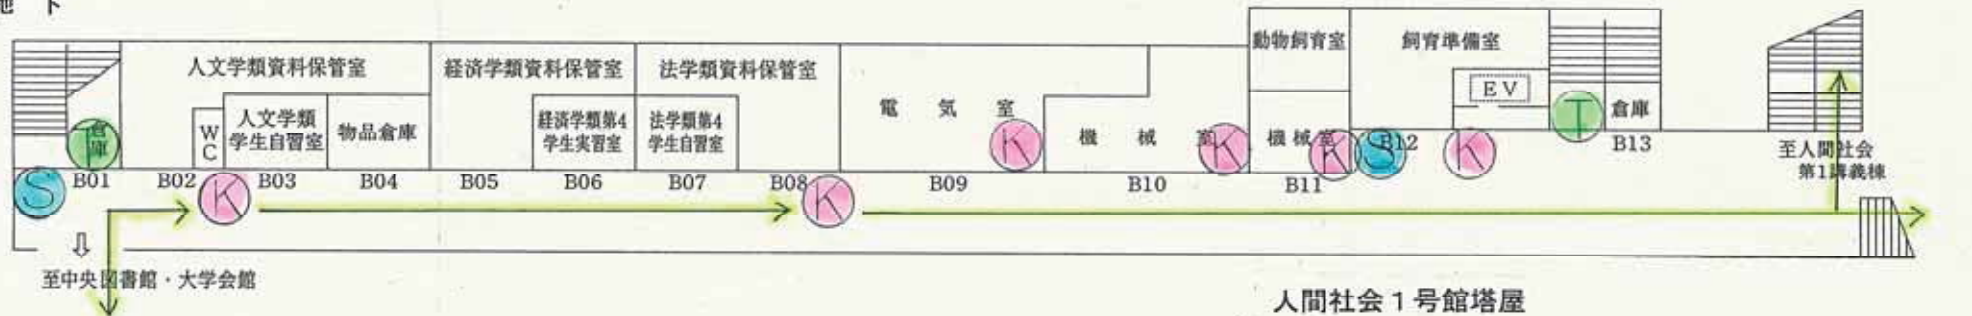 地下
動物飼育室
飼育準備室
人文学類資料保管室
経済学類資料保管室
法学類資料保管室
EV
倉庫
WC
人文学類
学生自習室
物品倉庫
経済学類第4
学生実習室
法学類第4
学生自習室
電気室
機械室
機械室
倉庫
T
K
K
K
S
K
T
S
B01
B02
K
B03
B04
B05
B06
B07
B08
K
B09
B10
B11
B12
B13
至人間社会
第1講義棟
至中央図書館・大学会館
人間社会1号館塔屋